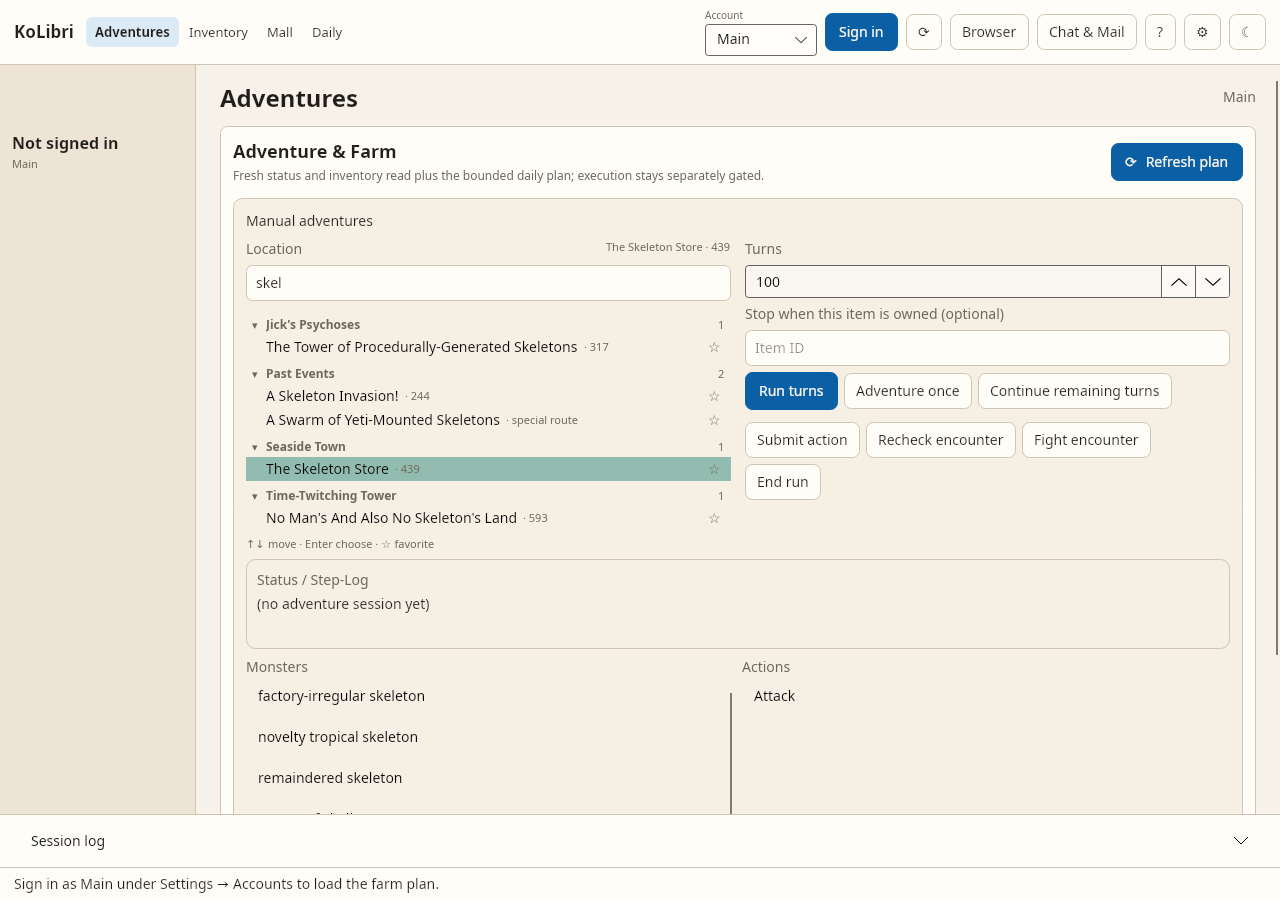 KoLibri
Adventures
Inventory
Mall
Daily
Account
Main
Sign in
⟳
Browser
Chat & Mail
?
⚙
☾
Not signed in
Main
Adventures
Main
Adventure & Farm
Fresh status and inventory read plus the bounded daily plan; execution stays separately gated.
⟳ Refresh plan
Manual adventures
Location
The Skeleton Store · 439
skel
▾ Jick's Psychoses 1
The Tower of Procedurally-Generated Skeletons · 317 ☆
▾ Past Events 2
A Skeleton Invasion! · 244 ☆
A Swarm of Yeti-Mounted Skeletons · special route ☆
▾ Seaside Town 1
The Skeleton Store · 439 ☆
▾ Time-Twitching Tower 1
No Man's And Also No Skeleton's Land · 593 ☆
↑↓ move · Enter choose · ☆ favorite
Turns
100
Stop when this item is owned (optional)
Item ID
Run turns
Adventure once
Continue remaining turns
Submit action
Recheck encounter
Fight encounter
End run
Status / Step-Log
(no adventure session yet)
Monsters
factory-irregular skeleton
novelty tropical skeleton
remaindered skeleton
Actions
Attack
Session log
Sign in as Main under Settings → Accounts to load the farm plan.